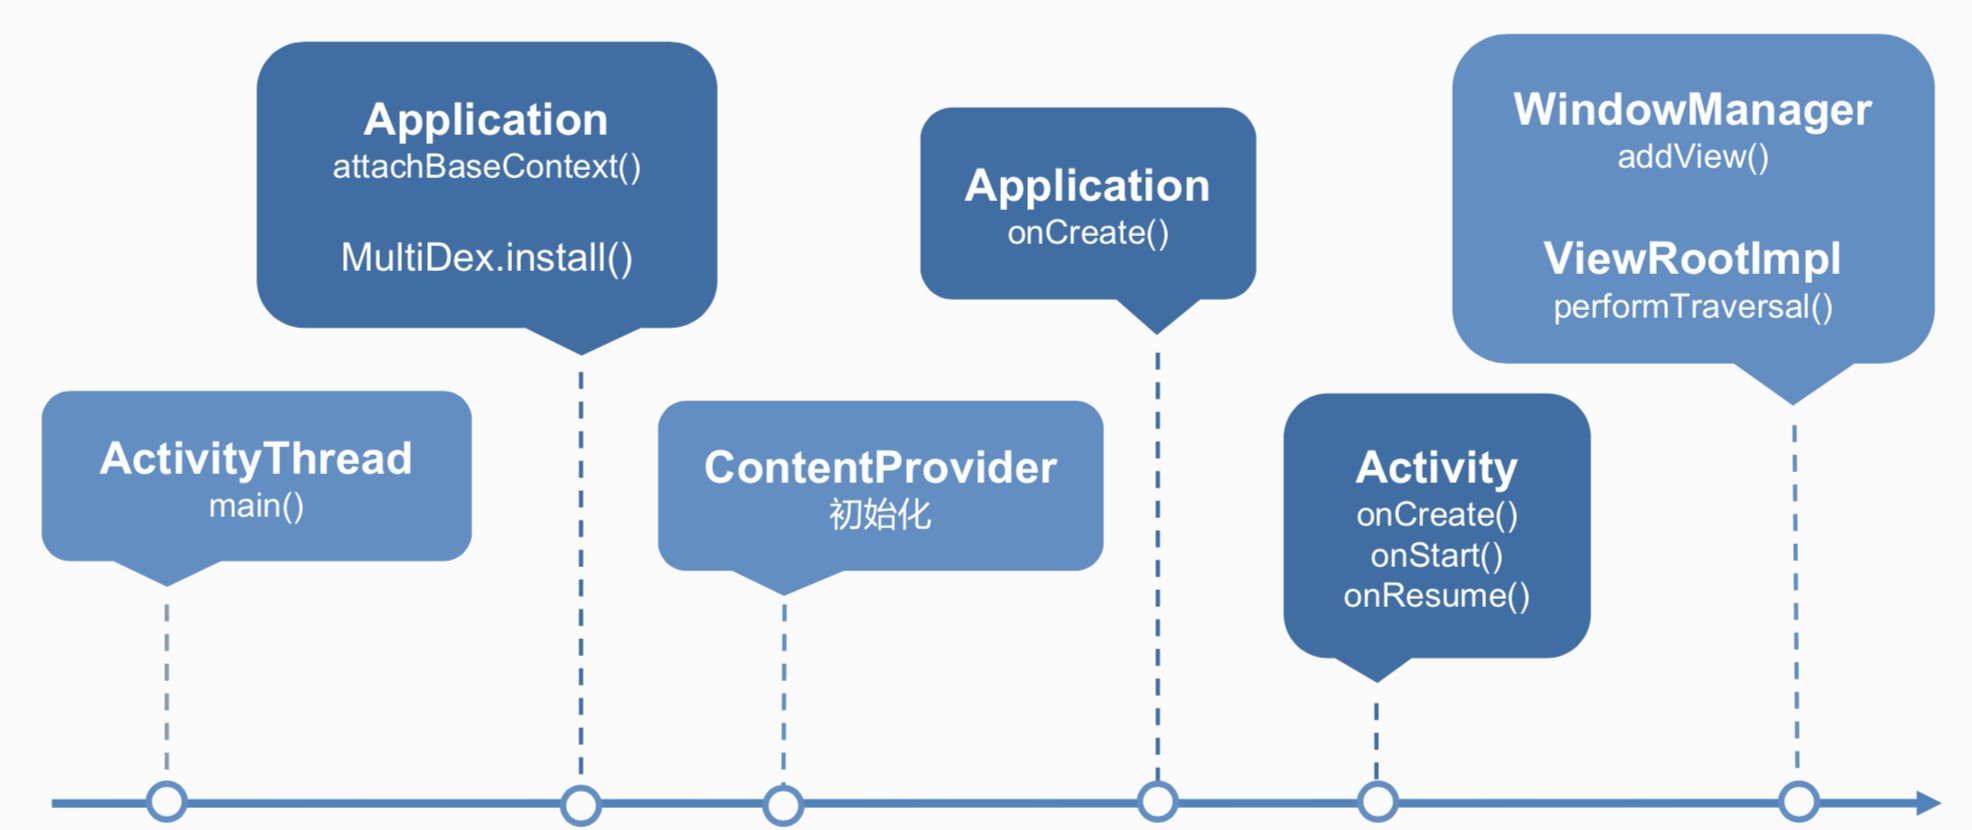 ActivityThread
main()
Application
attachBaseContext()
MultiDex.install()
ContentProvider
初始化
Application
onCreate()
Activity
onCreate()
onStart()
onResume()
WindowManager
addView()
ViewRootImpl
performTraversal()